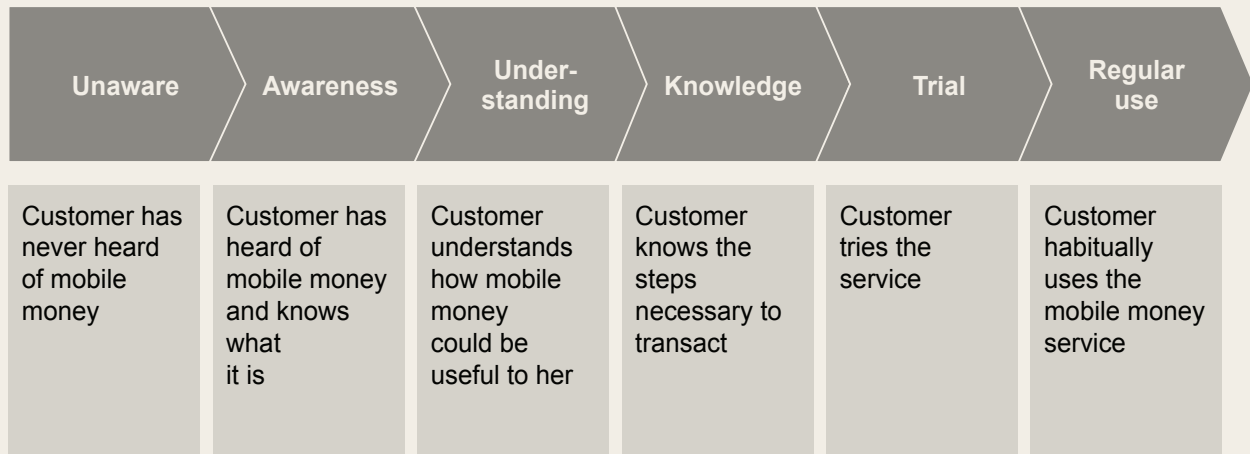 Unaware
Awareness
Under-
standing
Knowledge
Trial
Regular
use
Customer has
never heard
of mobile
money
Customer has
heard of
mobile money
and knows
what
it is
Customer
understands
how mobile
money
could be
useful to her
Customer
knows the
steps
necessary to
transact
Customer
tries the
service
Customer
habitually
uses the
mobile money
service